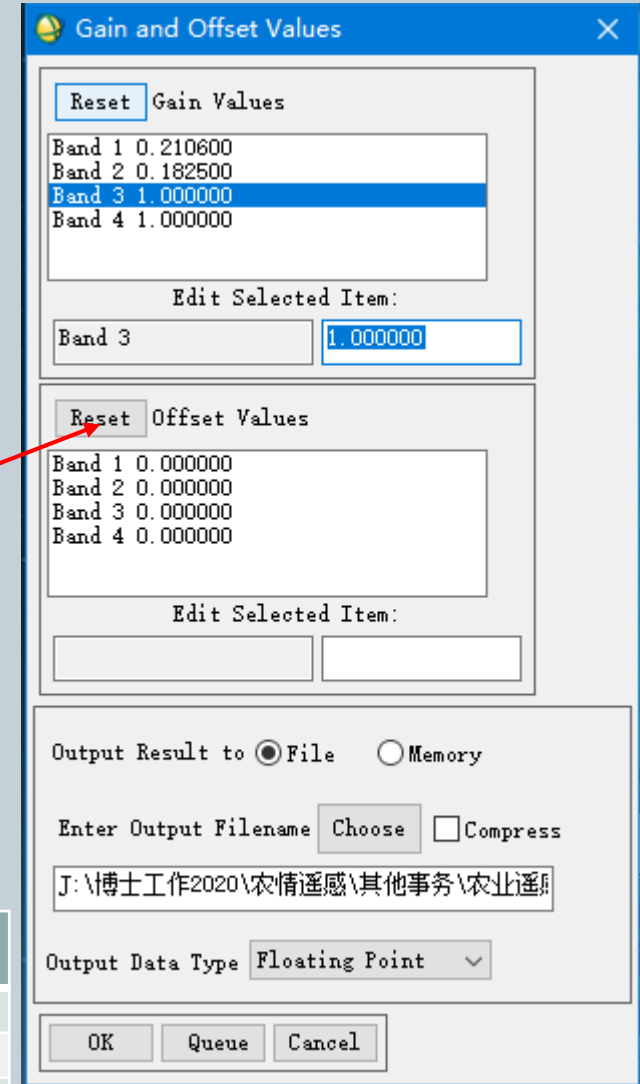 Gain and Offset Values
Reset Gain Values
Band 1 0.210600
Band 2 0.182500
Band 3 1.000000
Band 4 1.000000
Edit Selected Item:
Band 3 1.000000
Reset Offset Values
Band 1 0.000000
Band 2 0.000000
Band 3 0.000000
Band 4 0.000000
Edit Selected Item:
Output Result to File Memory
Enter Output Filename Choose Compress
J:\博士工作2020\农情遥感\其他事务\农业遥
Output Data Type Floating Point
OK Queue Cancel